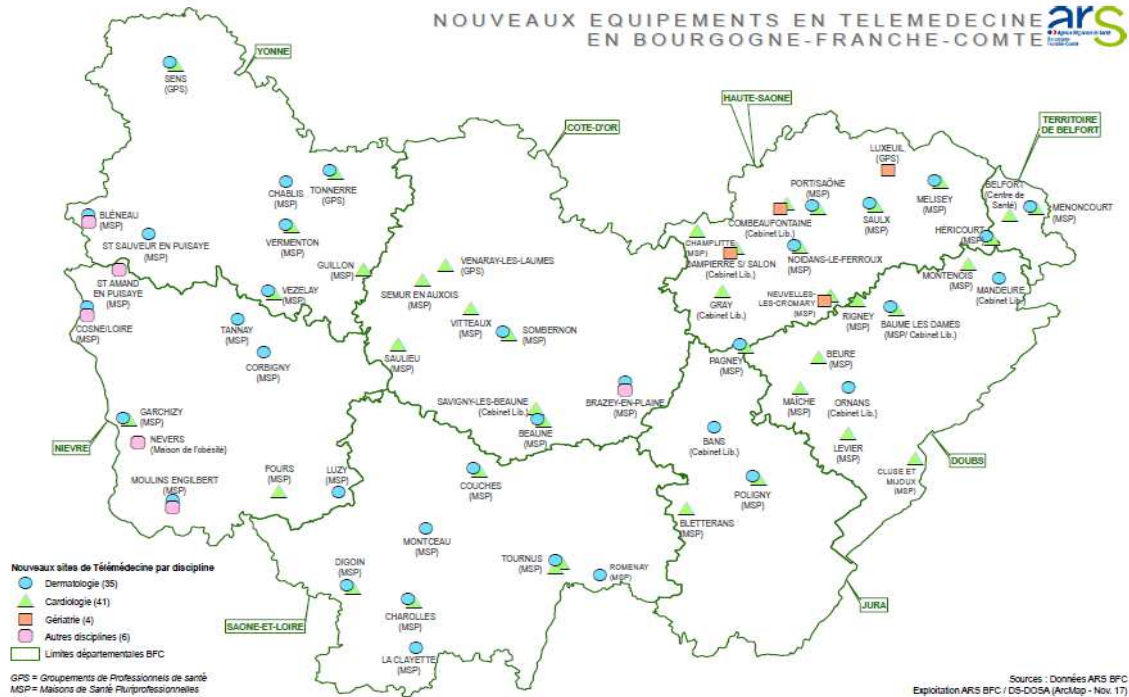 NOUVEAUX EQUIPEMENTS EN TELEMEDECINE
EN BOURGOGNE-FRANCHE-COMTE
ars
Agence Régionale de Santé
Bourgogne
Franche-Comté
YONNE
SENS
(GPS)
HAUTE-SAONE
COTE-D'OR
TERRITOIRE
DE BELFORT
LUXEUIL
(GPS)
CHABLIS
(MSP)
TONNERRE
(GPS)
PORT/SAÔNE
(MSP)
MELISEY
(MSP)
BELFORT
(Centre de
Santé)
MENONCOURT
(MSP)
BLÉNEAU
(MSP)
ST SAUVEUR EN PUISAYE
(MSP)
VERMENTON
(MSP)
COMBEAUFONTAINE
(Cabinet Lib.)
SAULX
(MSP)
HÉRICOURT
(MSP)
CHAMPLITTE
(MSP)
DAMPIERRE S/ SALON
(Cabinet Lib.)
NOIDANS-LE-FERROUX
(MSP)
ST AMAND
EN PUISAYE
(MSP)
GUILLON
(MSP)
VENARAY-LES-LAUMES
(GPS)
SEMUR EN AUXOIS
(MSP)
MONTENOIS
(MSP)
MANDEURE
(Cabinet Lib.)
VEZELAY
(MSP)
GRAY
(Cabinet Lib.)
NEUVELLES-
LES-CROMARY
(MSP)
RIGNEY
(MSP)
BAUME LES DAMES
(MSP/ Cabinet Lib.)
COSNE/LOIRE
(MSP)
TANNAY
(MSP)
VITTEAUX
(MSP)
SOMBERNON
(MSP)
CORBIGNY
(MSP)
SAULIEU
(MSP)
PAGNEY
(MSP)
BEURE
(MSP)
BRAZEY-EN-PLAINE
(MSP)
MAICHE
(MSP)
ORNANS
(Cabinet Lib.)
SAVIGNY-LES-BEAUNE
(Cabinet Lib.)
BEAUNE
(MSP)
GARCHIZY
(MSP)
NIEVRE
NEVERS
(Maison de l'obésité)
BANS
(Cabinet Lib.)
LEVIER
(MSP)
DOUBS
CLUSE ET
MIJOUX
(MSP)
MOULINS ENGILBERT
(MSP)
FOURS
(MSP)
LUZY
(MSP)
COUCHES
(MSP)
POLIGNY
(MSP)
BLETTERANS
(MSP)
MONTCEAU
(MSP)
DIGOIN
(MSP)
TOURNUS
(MSP)
ROMENAY
(MSP)
CHAROLLES
(MSP)
LA CLAYETTE
(MSP)
SAONE-ET-LOIRE
JURA
Nouveaux sites de Télémédecine par discipline
Dermatologie (35)
Cardiologie (41)
Gériatrie (4)
Autres disciplines (6)
Limites départementales BFC
GPS = Groupements de Professionnels de santé
MSP = Maisons de Santé Pluriprofessionnelles
Sources : Données ARS BFC
Exploitation ARS BFC / DS-DOSA (ArcMap - Nov. 17)